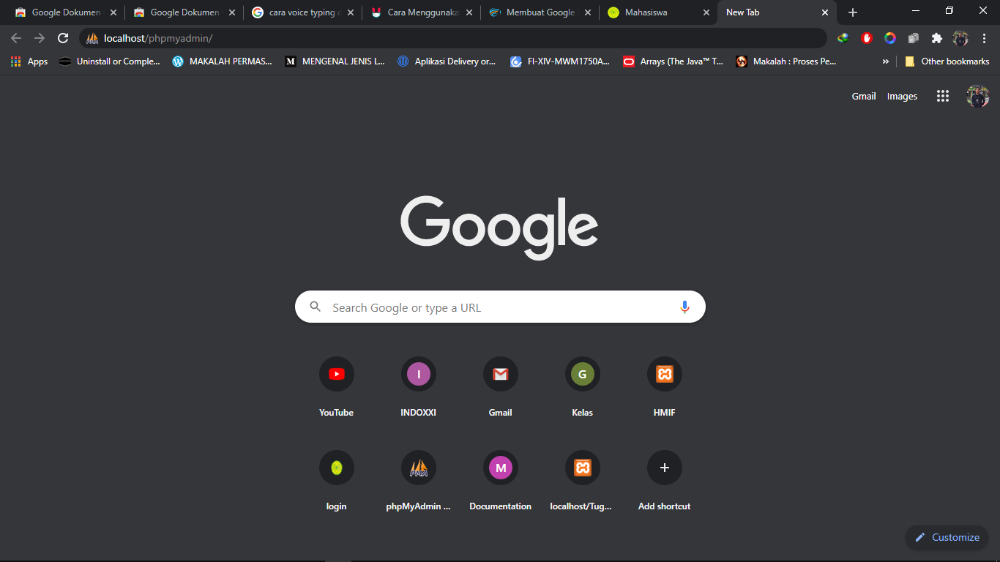 Google Dokumen
Google Dokumen
cara voice typing
Cara Menggunaka
Membuat Google
Mahasiswa
New Tab
localhost/phpmyadmin/
Apps
Uninstall or Comple...
MAKALAH PERMAS...
MENGENAL JENIS L...
Aplikasi Delivery or...
FI-XIV-MWM1750A...
Arrays (The Java™ T...
Makalah : Proses Pe...
»
Other bookmarks
Gmail
Images
Google
Search Google or type a URL
YouTube
I
INDOXXI
Gmail
G
Kelas
HMIF
login
PMA
phpMyAdmin ...
M
Documentation
localhost/Tug...
Add shortcut
Customize